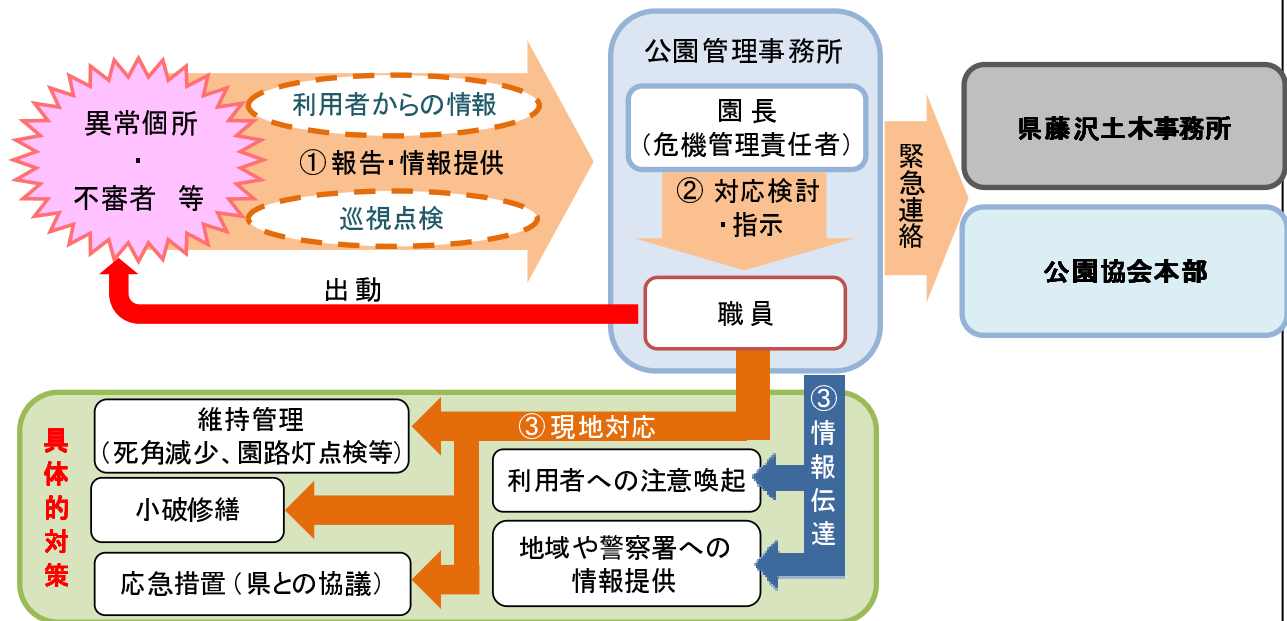 異常個所
・
不審者 等
利用者からの情報
①報告・情報提供
巡視点検
出動
公園管理事務所
園長
(危機管理責任者)
② 対応検討
・指示
職員
緊急連絡
県藤沢土木事務所
公園協会本部
具体的対策
③現地対応
維持管理
(死角減少、園路灯点検等)
小破修繕
応急措置(県との協議)
③情報伝達
利用者への注意喚起
地域や警察署への
情報提供